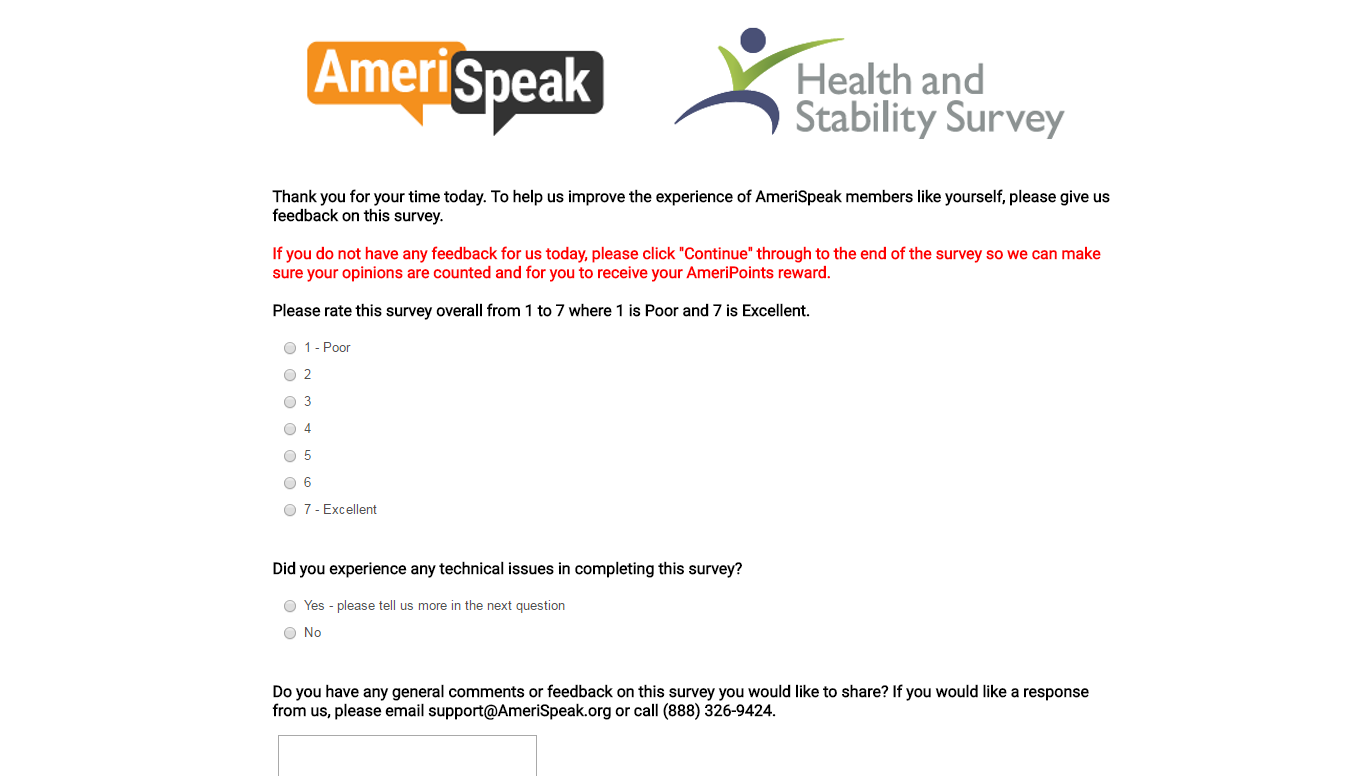 AmeriSpeak
Health and
Stability Survey
Thank you for your time today. To help us improve the experience of AmeriSpeak members like yourself, please give us
feedback on this survey.
If you do not have any feedback for us today, please click "Continue" through to the end of the survey so we can make
sure your opinions are counted and for you to receive your AmeriPoints reward.
Please rate this survey overall from 1 to 7 where 1 is Poor and 7 is Excellent.
1 - Poor
2
3
4
5
6
7 - Excellent
Did you experience any technical issues in completing this survey?
Yes - please tell us more in the next question
No
Do you have any general comments or feedback on this survey you would like to share? If you would like a response
from us, please email support@AmeriSpeak.org or call (888) 326-9424.